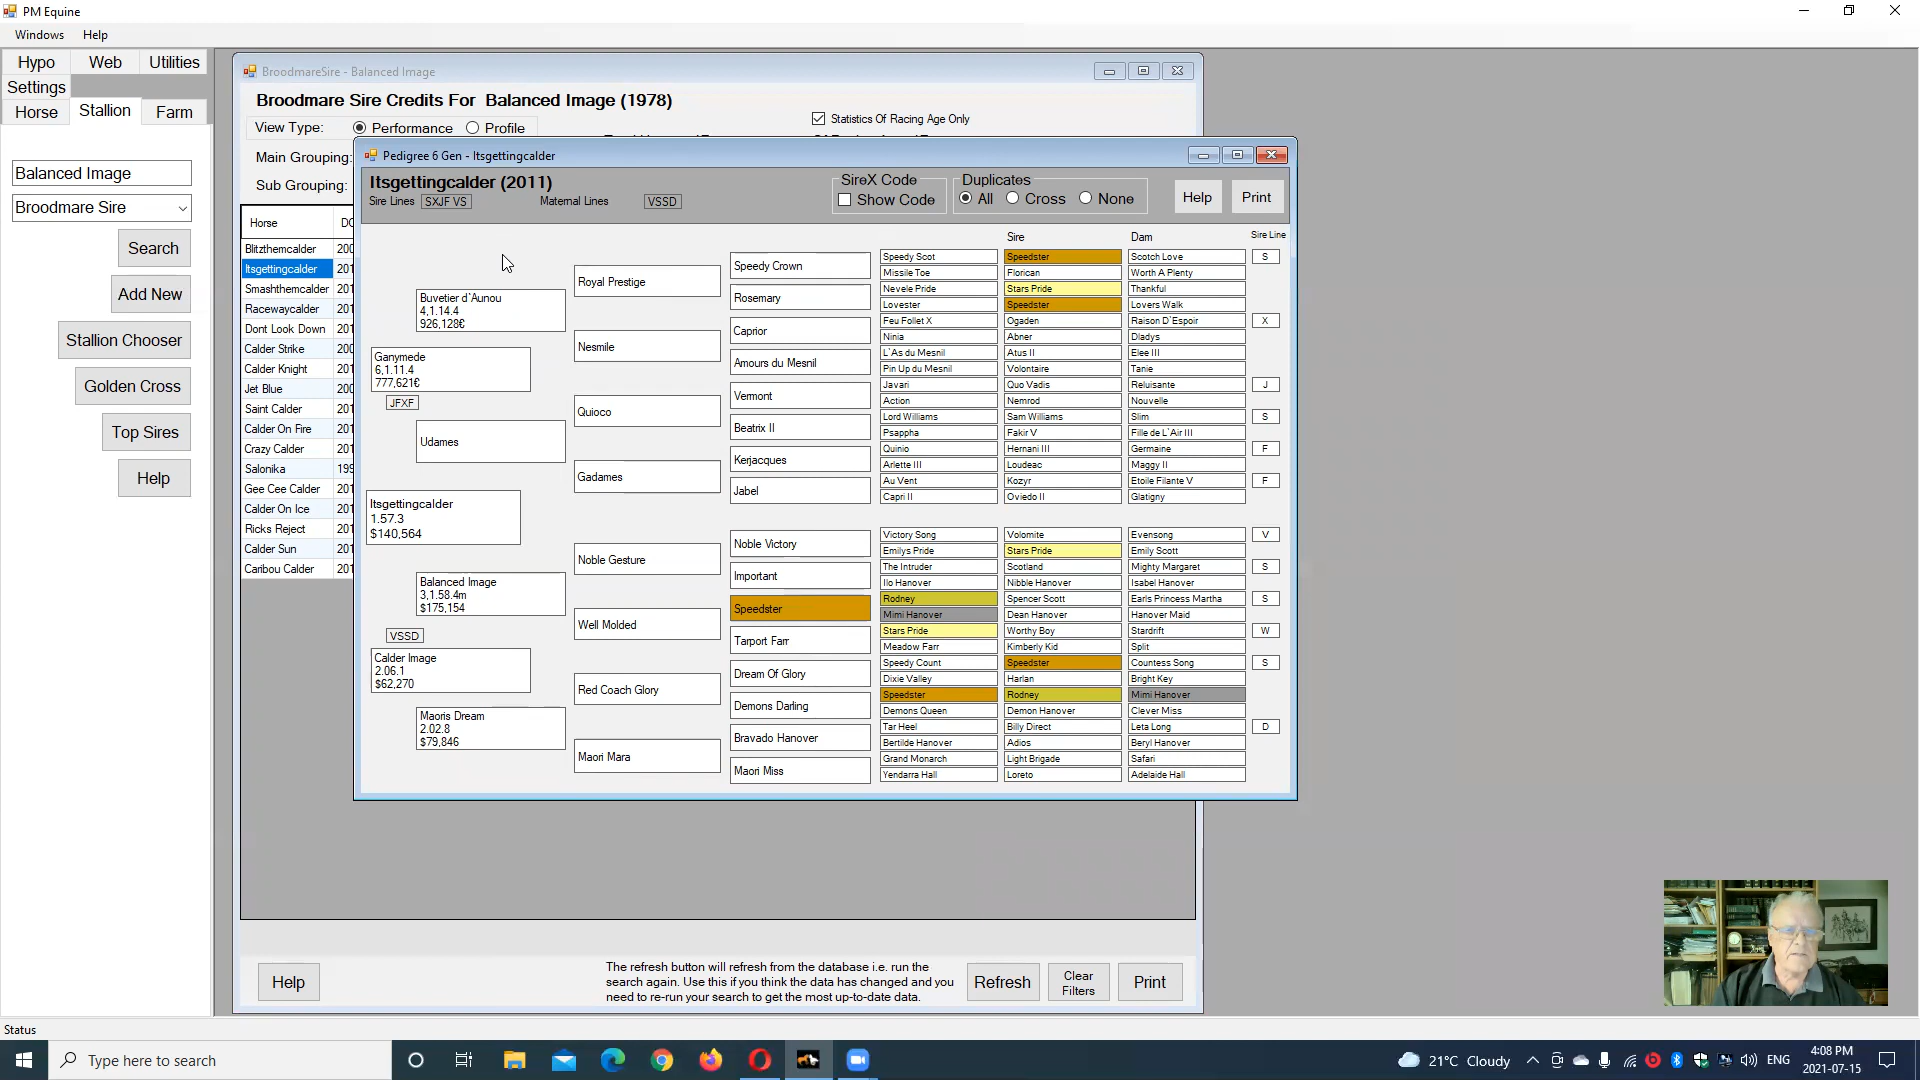 PM Equine
Windows Help
Hypo Web Utilities
Settings
Horse Stallion Farm
Balanced Image
Broodmare Sire
Search
Add New
Stallion Chooser
Golden Cross
Top Sires
Help
BroodmareSire - Balanced Image
Broodmare Sire Credits For Balanced Image (1978)
View Type: Performance Profile
Statistics Of Racing Age Only
Main Grouping:
Sub Grouping:
Horse DO
Blitzthemcalder 200
Itsgettingcalder 201
Smashthemcalder 201
Racewaycalder 201
Dont Look Down 201
Calder Strike 200
Calder Knight 201
Jet Blue 200
Saint Calder 201
Calder On Fire 201
Crazy Calder 201
Salonika 199
Gee Cee Calder 201
Calder On Ice 201
Ricks Reject 201
Calder Sun 201
Caribou Calder 201
Pedigree 6 Gen - Itsgettingcalder
Itsgettingcalder (2011)
Sire Lines SXJF VS Maternal Lines VSSD
SireX Code
Show Code
Duplicates
All Cross None
Help Print
Sire Dam Sire Line
Itsgettingcalder
1.57.3
$140,564
Ganymede
6,1.11.4
777,621€
JFXF
VSSD
Calder Image
2.06.1
$62,270
Buvetier d`Aunou
4,1.14.4
926,128€
Udames
Balanced Image
3,1.58.4m
$175,154
Maoris Dream
2.02.8
$79,846
Royal Prestige
Nesmile
Quioco
Gadames
Noble Gesture
Well Molded
Red Coach Glory
Maori Mara
Speedy Crown
Rosemary
Caprior
Amours du Mesnil
Vermont
Beatrix II
Kerjacques
Jabel
Noble Victory
Important
Speedster
Tarport Farr
Dream Of Glory
Demons Darling
Bravado Hanover
Maori Miss
Speedy Scot Speedster Scotch Love S
Missile Toe Florican Worth A Plenty
Nevele Pride Stars Pride Thankful
Lovester Speedster Lovers Walk
Feu Follet X Ogaden Raison D`Espoir X
Ninia Abner Dladys
L`As du Mesnil Atus II Elee III
Pin Up du Mesnil Volontaire Tanie
Javari Quo Vadis Reluisante J
Action Nemrod Nouvelle
Lord Williams Sam Williams Slim S
Psappha Fakir V Fille de L`Air III
Quinio Hernani III Germaine F
Arlette III Loudeac Maggy II
Au Vent Kozyr Etoile Filante V F
Capri II Oviedo II Glatigny
Victory Song Volomite Evensong V
Emilys Pride Stars Pride Emily Scott
The Intruder Scotland Mighty Margaret S
Ilo Hanover Nibble Hanover Isabel Hanover
Rodney Spencer Scott Earls Princess Martha S
Mimi Hanover Dean Hanover Hanover Maid
Stars Pride Worthy Boy Stardrift W
Meadow Farr Kimberly Kid Split
Speedy Count Speedster Countess Song S
Dixie Valley Harlan Bright Key
Speedster Rodney Mimi Hanover
Demons Queen Demon Hanover Clever Miss
Tar Heel Billy Direct Leta Long D
Bertilde Hanover Adios Beryl Hanover
Grand Monarch Light Brigade Safari
Yendarra Hall Loreto Adelaide Hall
Help
The refresh button will refresh from the database i.e. run the
search again. Use this if you think the data has changed and you
need to re-run your search to get the most up-to-date data.
Refresh
Clear
Filters
Print
Status
Type here to search
21°C Cloudy
ENG
4:08 PM
2021-07-15